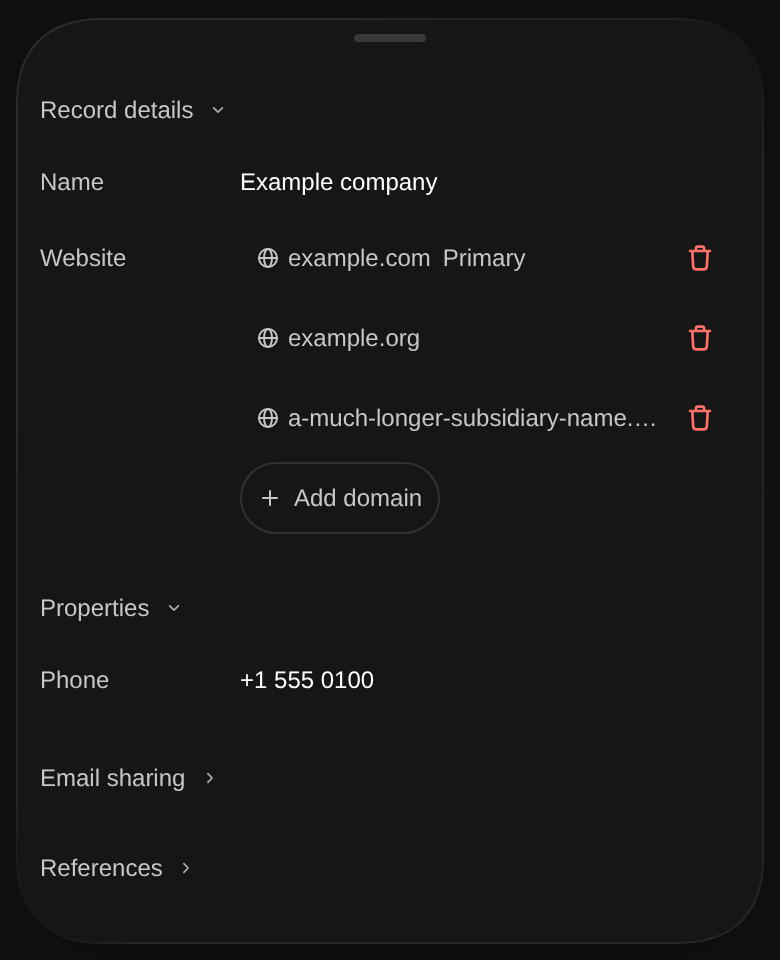 Record details
Name Example company
Website example.com Primary
example.org
a-much-longer-subsidiary-name.…
Add domain
Properties
Phone +1 555 0100
Email sharing
References